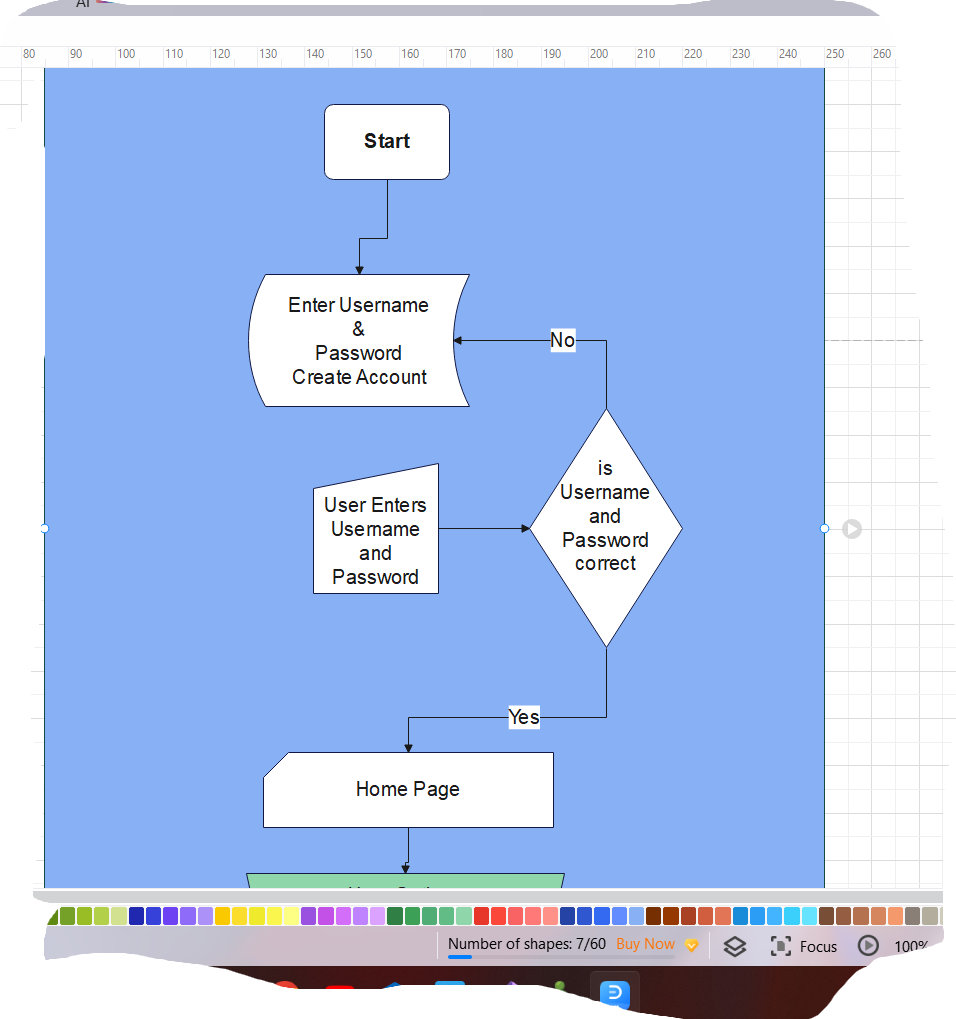 AI
80 90 100 110 120 130 140 150 160 170 180 190 200 210 220 230 240 250 260
Start
Enter Username
&
Password
Create Account
No
is
Username
and
Password
correct
User Enters
Username
and
Password
Yes
Home Page
Number of shapes: 7/60 Buy Now Focus 100%